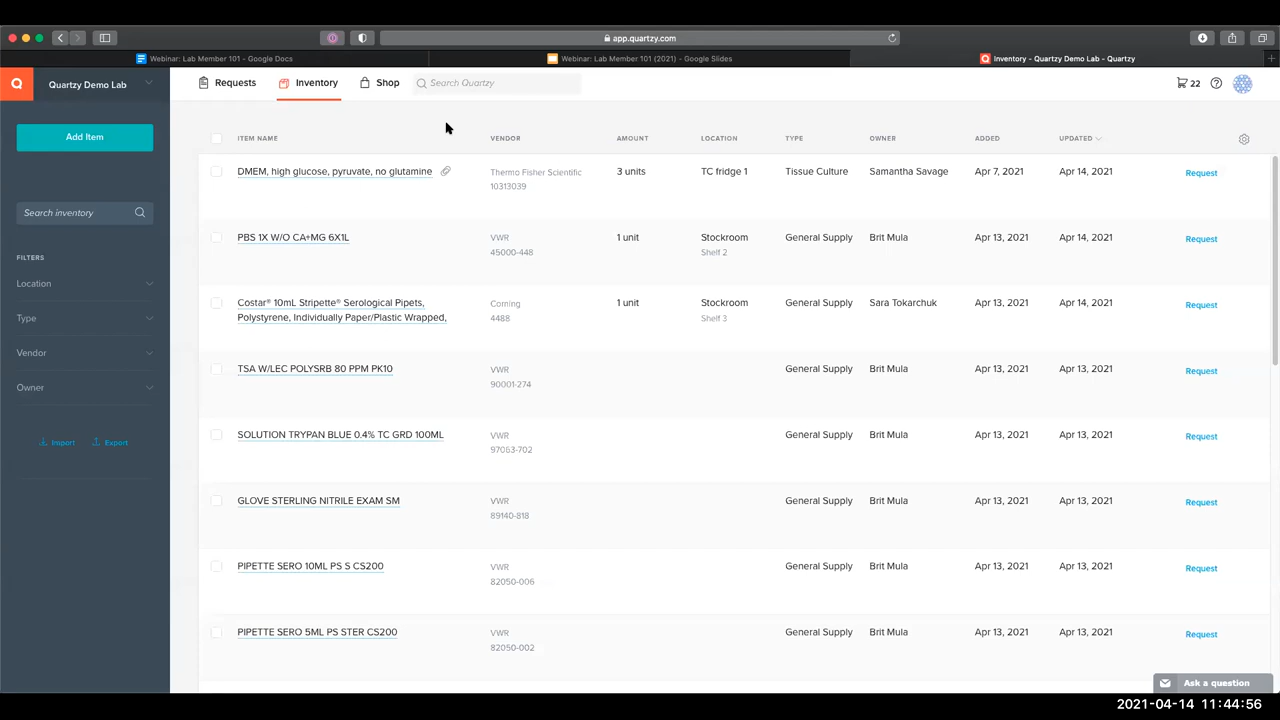 app.quartzy.com
Webinar: Lab Member 101 - Google Docs
Webinar: Lab Member 101 (2021) - Google Slides
Inventory - Quartzy Demo Lab - Quartzy
Quartzy Demo Lab
Requests
Inventory
Shop
Search Quartzy
22
Add Item
Search inventory
FILTERS
Location
Type
Vendor
Owner
Import
Export
ITEM NAME VENDOR AMOUNT LOCATION TYPE OWNER ADDED UPDATED
DMEM, high glucose, pyruvate, no glutamine Thermo Fisher Scientific 3 units TC fridge 1 Tissue Culture Samantha Savage Apr 7, 2021 Apr 14, 2021 Request
10313039
PBS 1X W/O CA+MG 6X1L VWR 1 unit Stockroom General Supply Brit Mula Apr 13, 2021 Apr 14, 2021 Request
45000-448 Shelf 2
Costar® 10mL Stripette® Serological Pipets, Corning 1 unit Stockroom General Supply Sara Tokarchuk Apr 13, 2021 Apr 14, 2021 Request
Polystyrene, Individually Paper/Plastic Wrapped, 4488 Shelf 3
TSA W/LEC POLYSRB 80 PPM PK10 VWR General Supply Brit Mula Apr 13, 2021 Apr 13, 2021 Request
90001-274
SOLUTION TRYPAN BLUE 0.4% TC GRD 100ML VWR General Supply Brit Mula Apr 13, 2021 Apr 13, 2021 Request
97063-702
GLOVE STERLING NITRILE EXAM SM VWR General Supply Brit Mula Apr 13, 2021 Apr 13, 2021 Request
89140-818
PIPETTE SERO 10ML PS S CS200 VWR General Supply Brit Mula Apr 13, 2021 Apr 13, 2021 Request
82050-006
PIPETTE SERO 5ML PS STER CS200 VWR General Supply Brit Mula Apr 13, 2021 Apr 13, 2021 Request
82050-002
Ask a question
2021-04-14 11:44:56